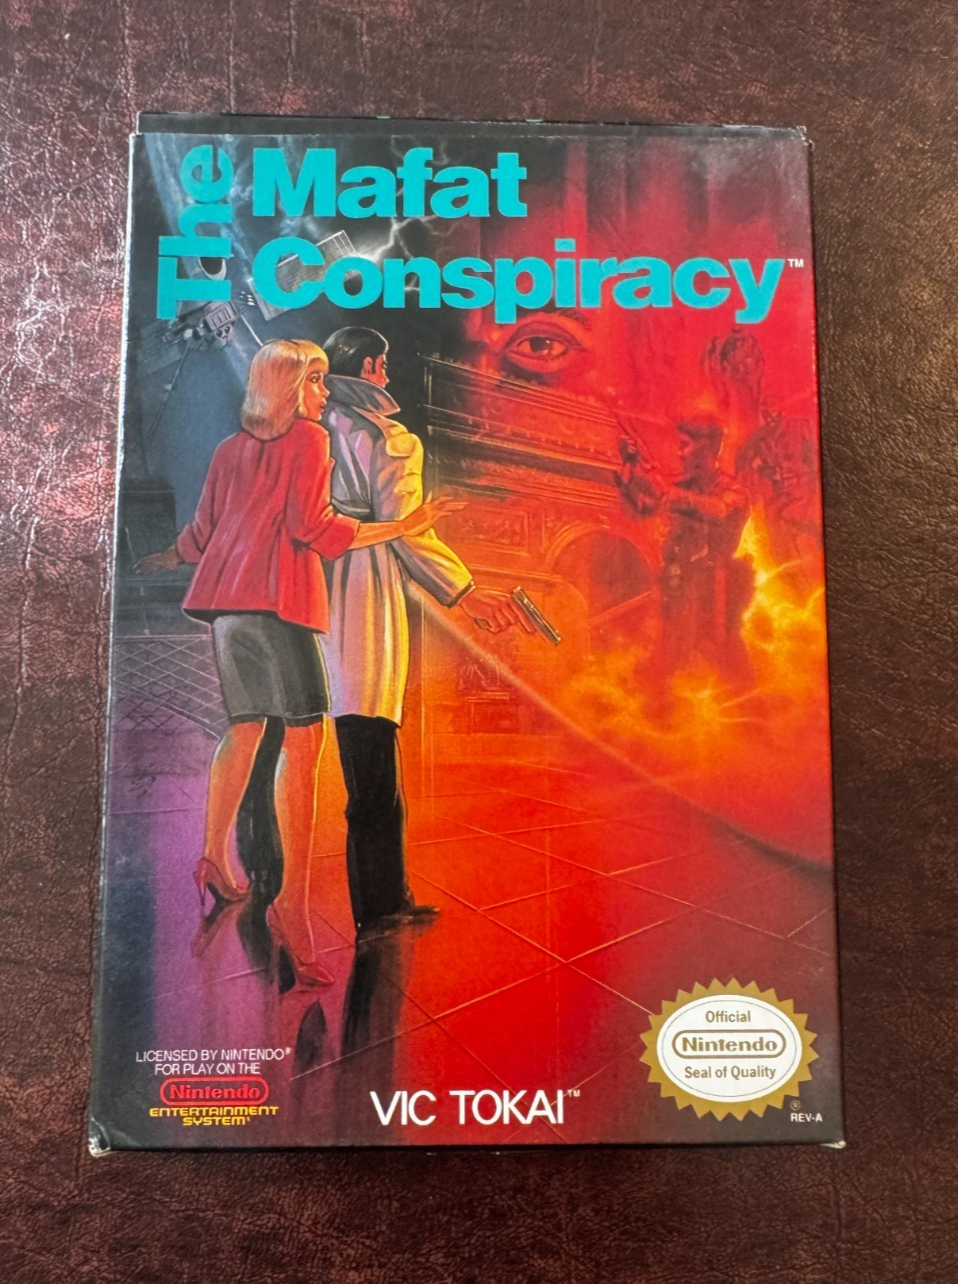 The Mafat
Conspiracy™
LICENSED BY NINTENDO®
FOR PLAY ON THE
Nintendo
ENTERTAINMENT
SYSTEM
VIC TOKAI™
Official
Nintendo
Seal of Quality
®
REV-A